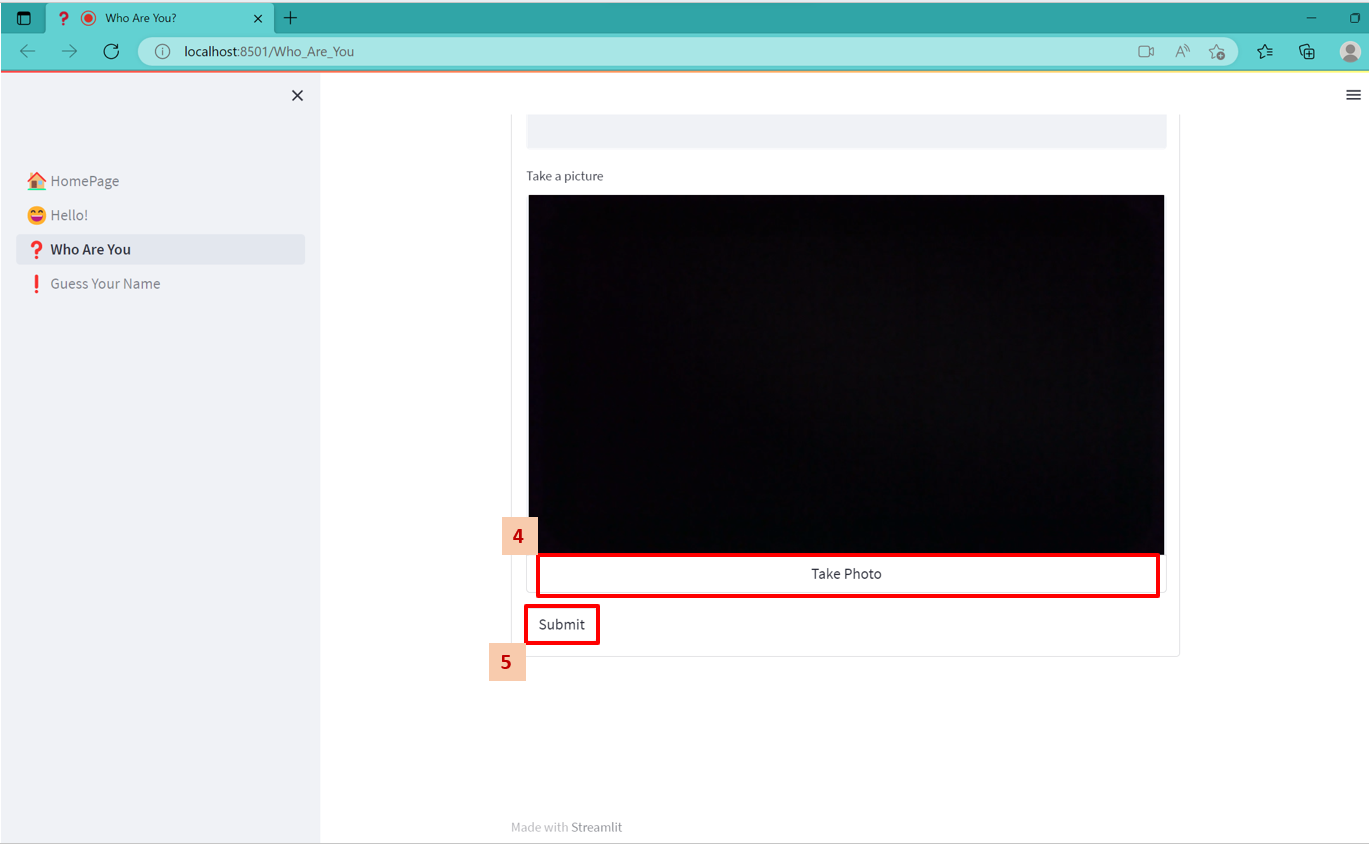 Who Are You?
localhost:8501/Who_Are_You
HomePage
Hello!
Who Are You
Guess Your Name
Take a picture
4
Take Photo
Submit
5
Made with Streamlit